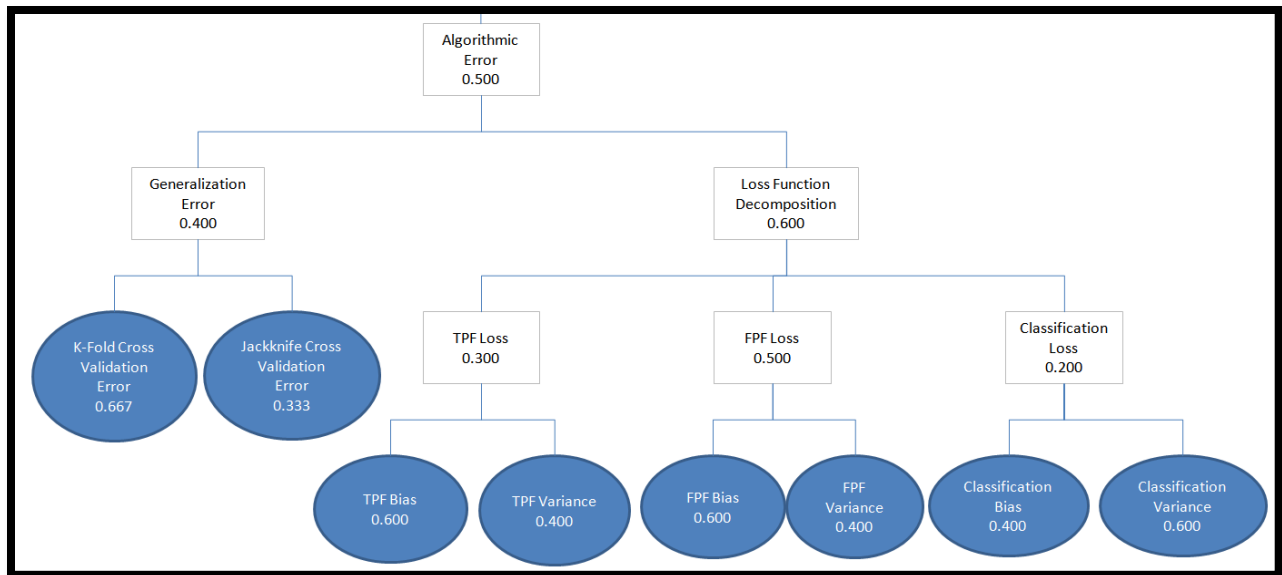 Algorithmic
Error
0.500
Generalization
Error
0.400
Loss Function
Decomposition
0.600
K-Fold Cross
Validation
Error
0.667
Jackknife Cross
Validation
Error
0.333
TPF Loss
0.300
FPF Loss
0.500
Classification
Loss
0.200
TPF Bias
0.600
TPF Variance
0.400
FPF Bias
0.600
FPF
Variance
0.400
Classification
Bias
0.400
Classification
Variance
0.600